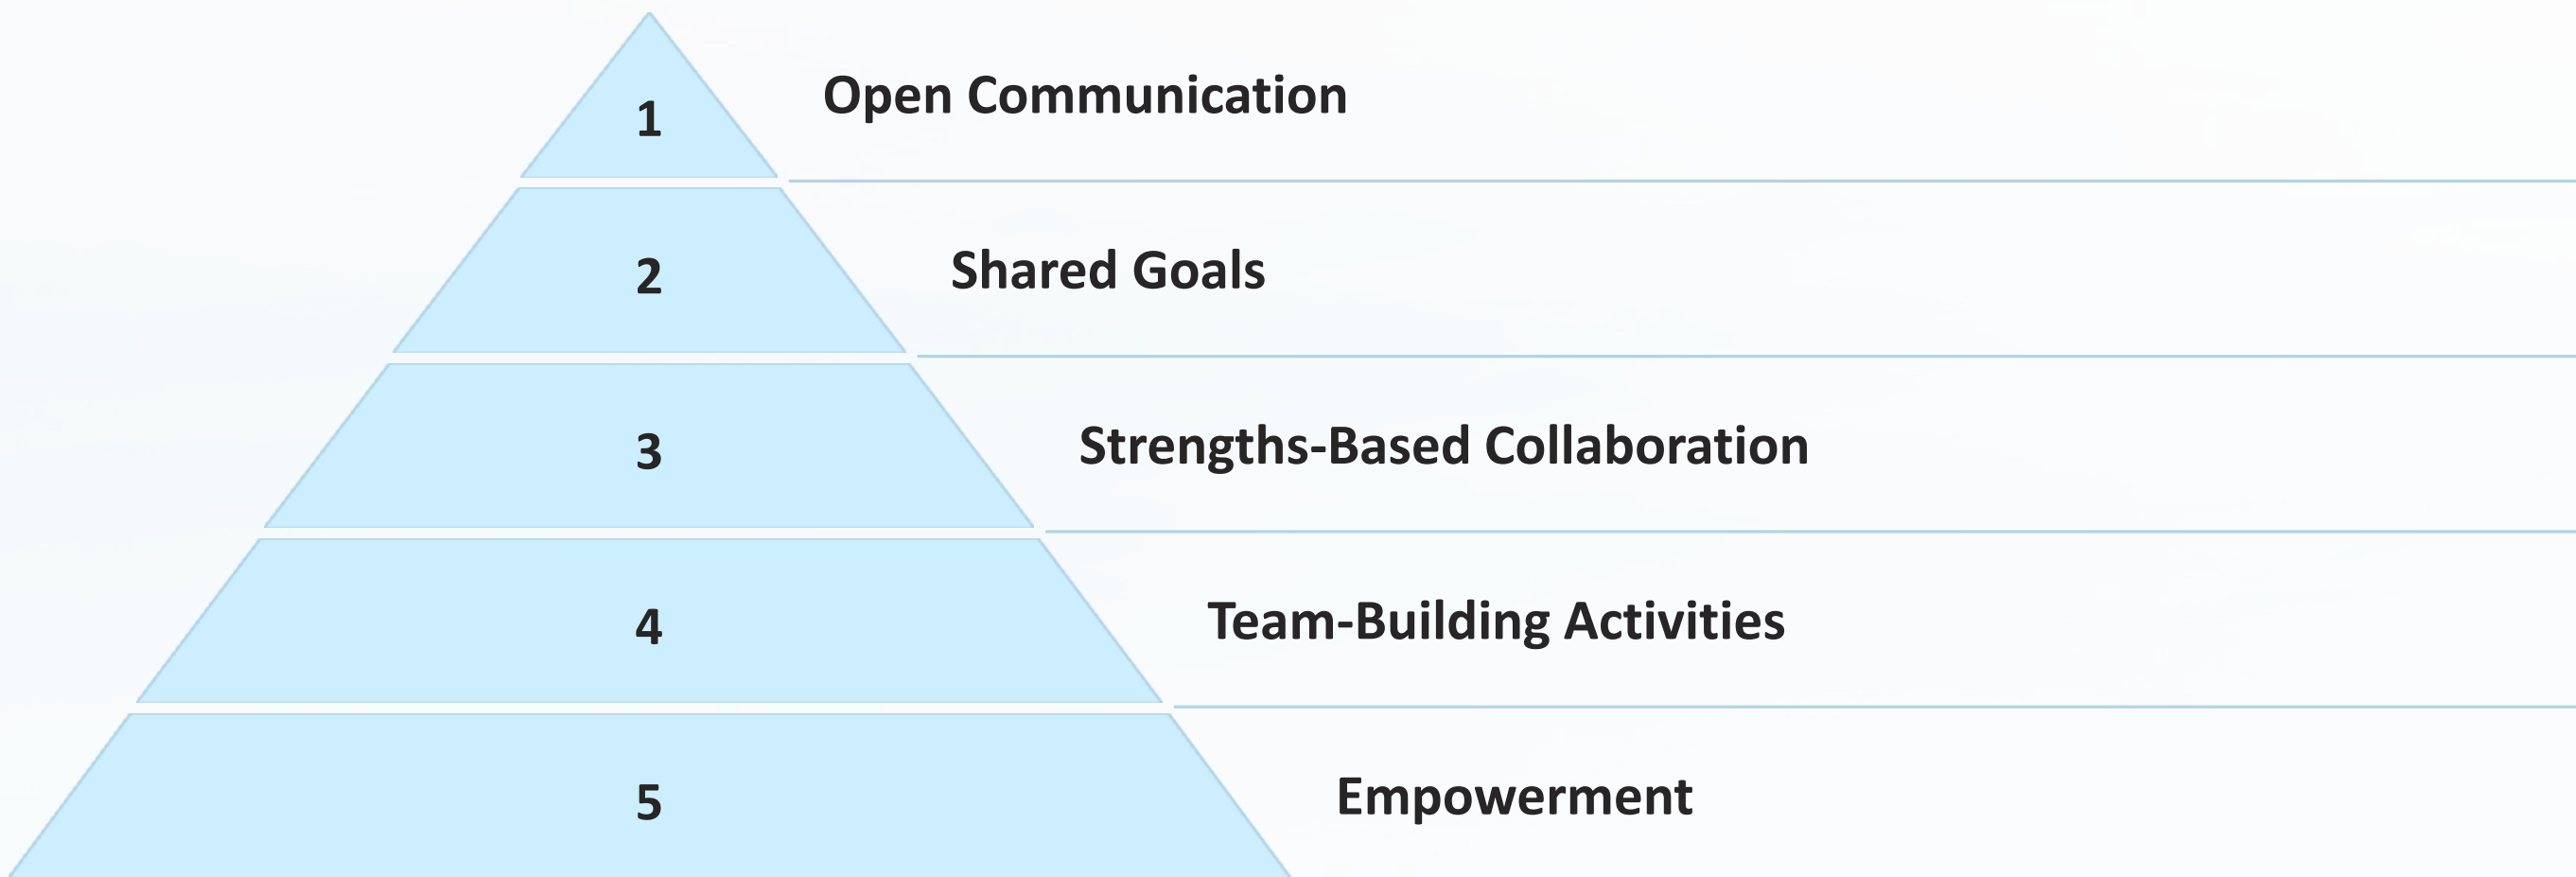 1
Open Communication
2
Shared Goals
3
Strengths-Based Collaboration
4
Team-Building Activities
5
Empowerment